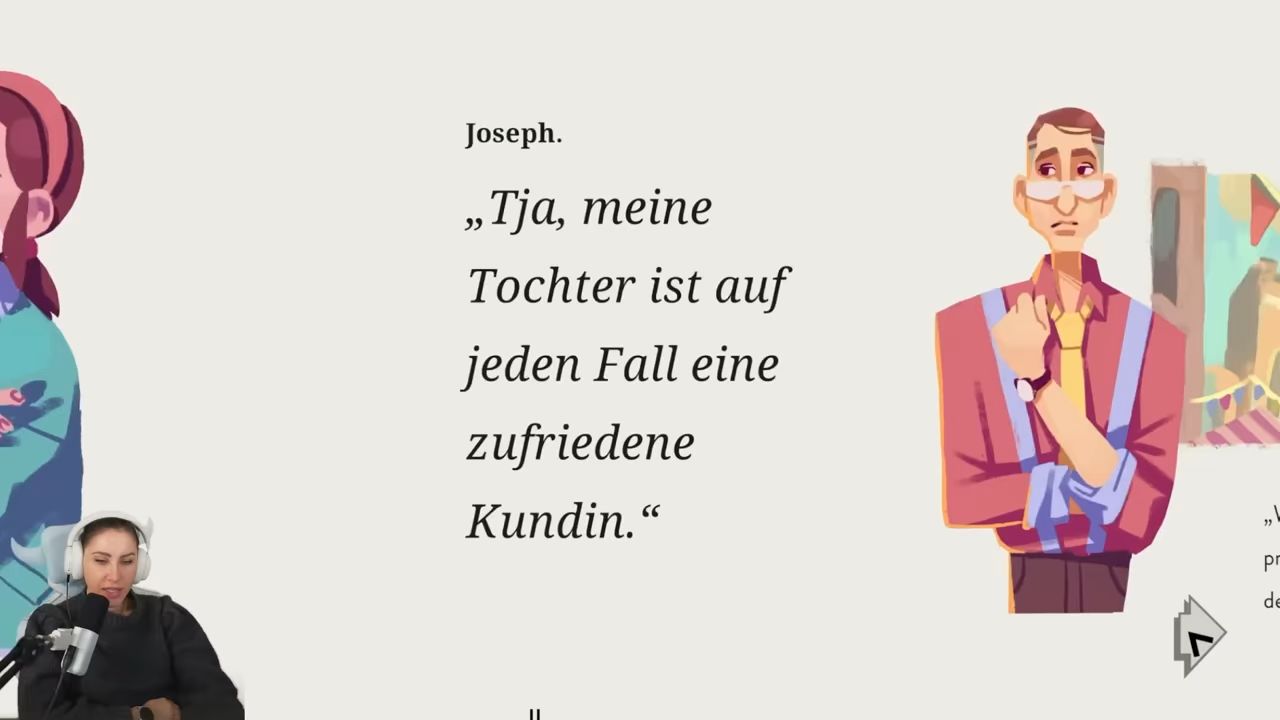 Joseph.
„Tja, meine
Tochter ist auf
jeden Fall eine
zufriedene
Kundin.“